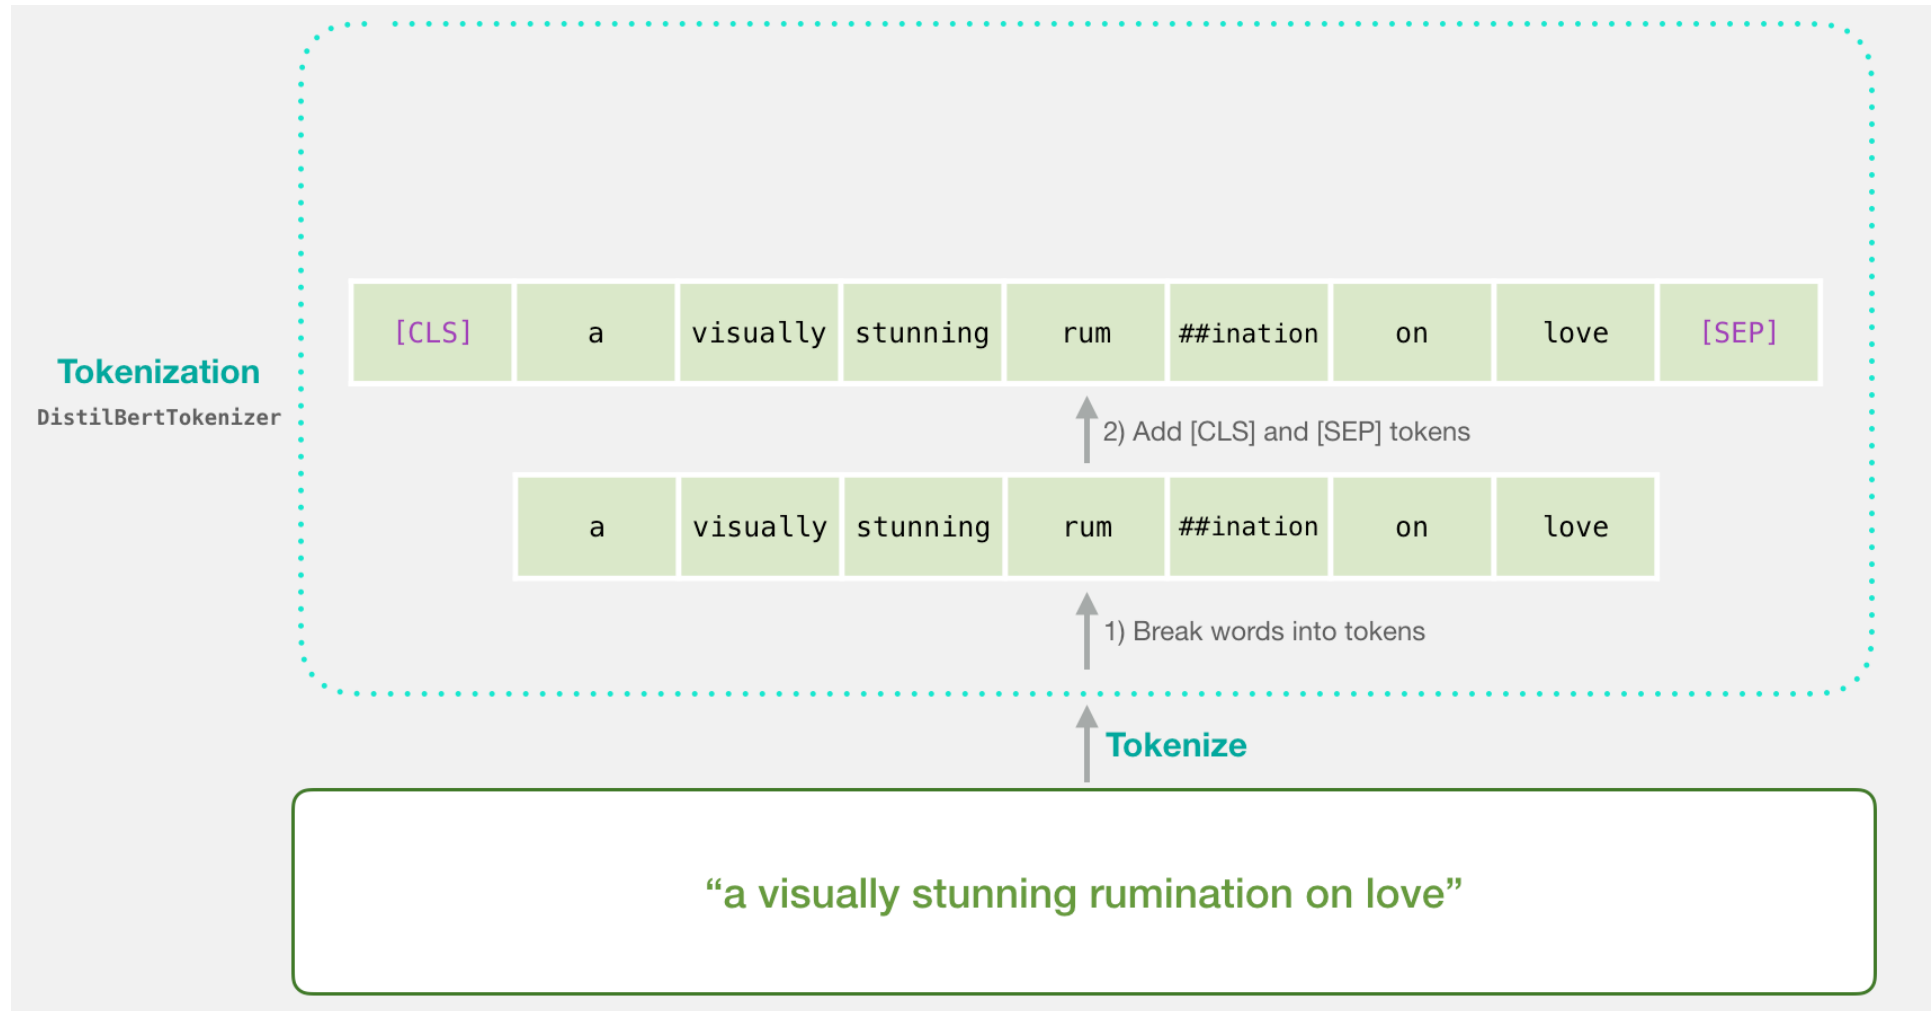 [CLS] a visually stunning rum ##ination on love [SEP]
Tokenization
DistilBertTokenizer
2) Add [CLS] and [SEP] tokens
a visually stunning rum ##ination on love
1) Break words into tokens
Tokenize
“a visually stunning rumination on love”